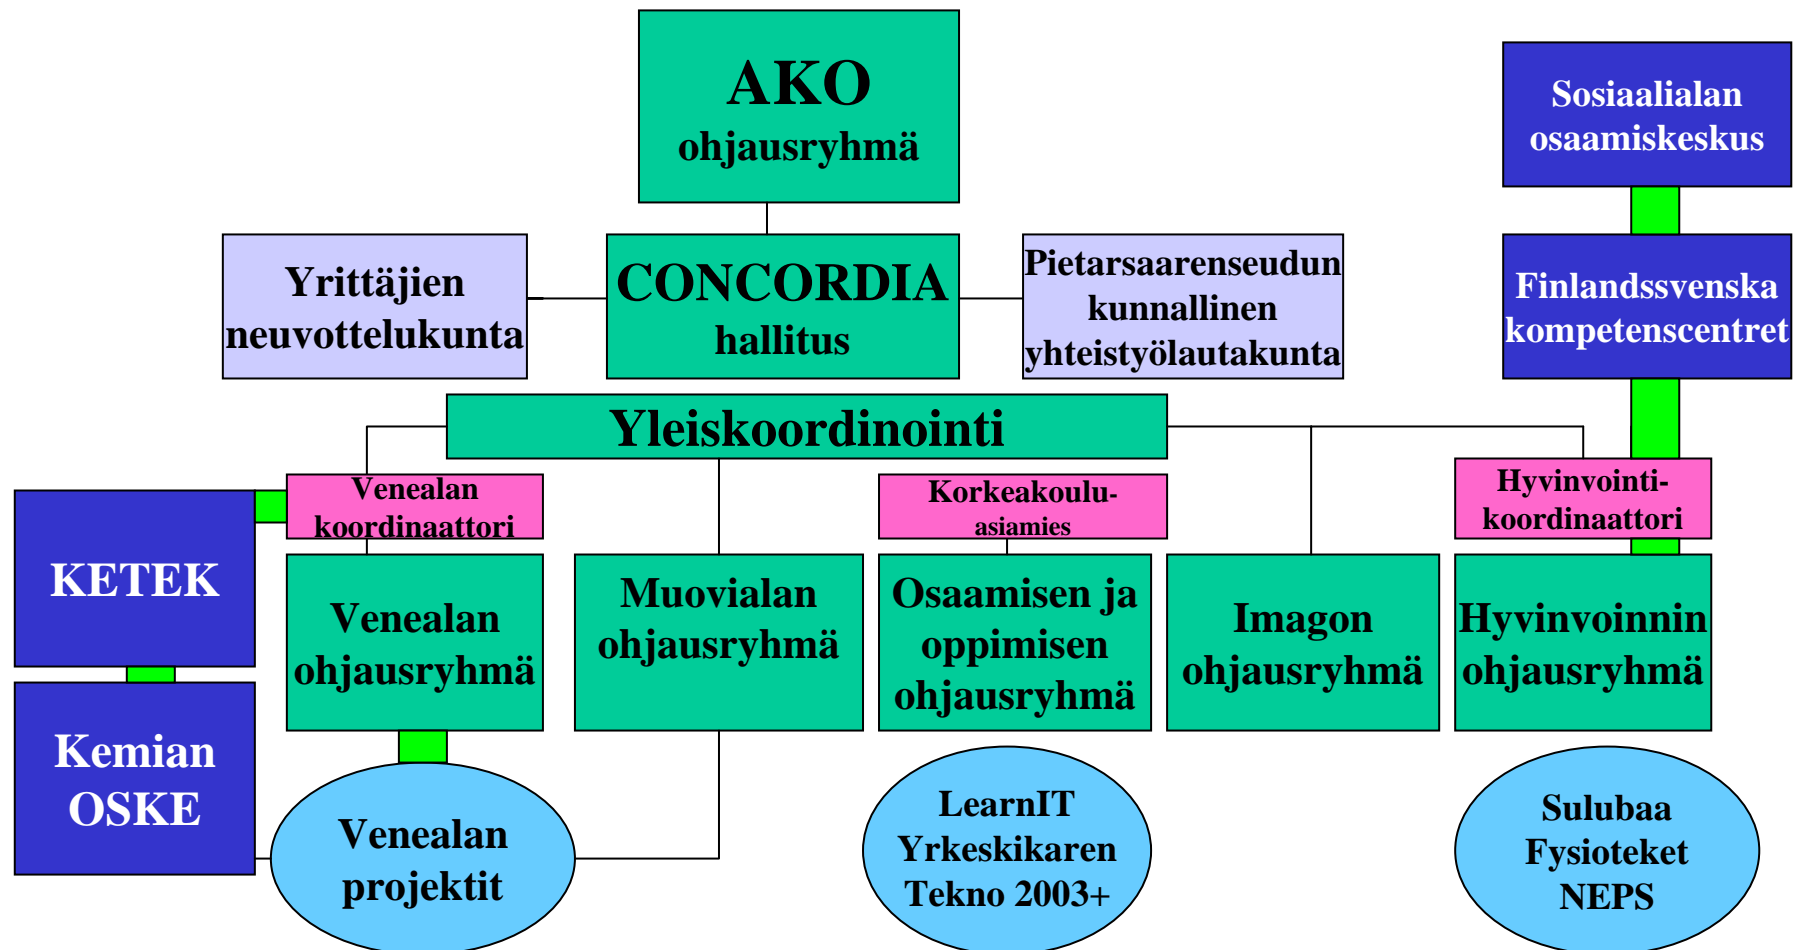 AKO
ohjausryhmä
Sosiaalialan
osaamiskeskus
Yrittäjien
neuvottelukunta
CONCORDIA
hallitus
Pietarsaarenseudun
kunnallinen
yhteistyölautakunta
Finlandssvenska
kompetenscentret
Yleiskoordinointi
Venealan
koordinaattori
Korkeakoulu-
asiamies
Hyvinvointi-
koordinaattori
KETEK
Venealan
ohjausryhmä
Muovialan
ohjausryhmä
Osaamisen ja
oppimisen
ohjausryhmä
Imagon
ohjausryhmä
Hyvinvoinnin
ohjausryhmä
Kemian
OSKE
Venealan
projektit
LearnIT
Yrkeskikaren
Tekno 2003+
Sulubaa
Fysioteket
NEPS